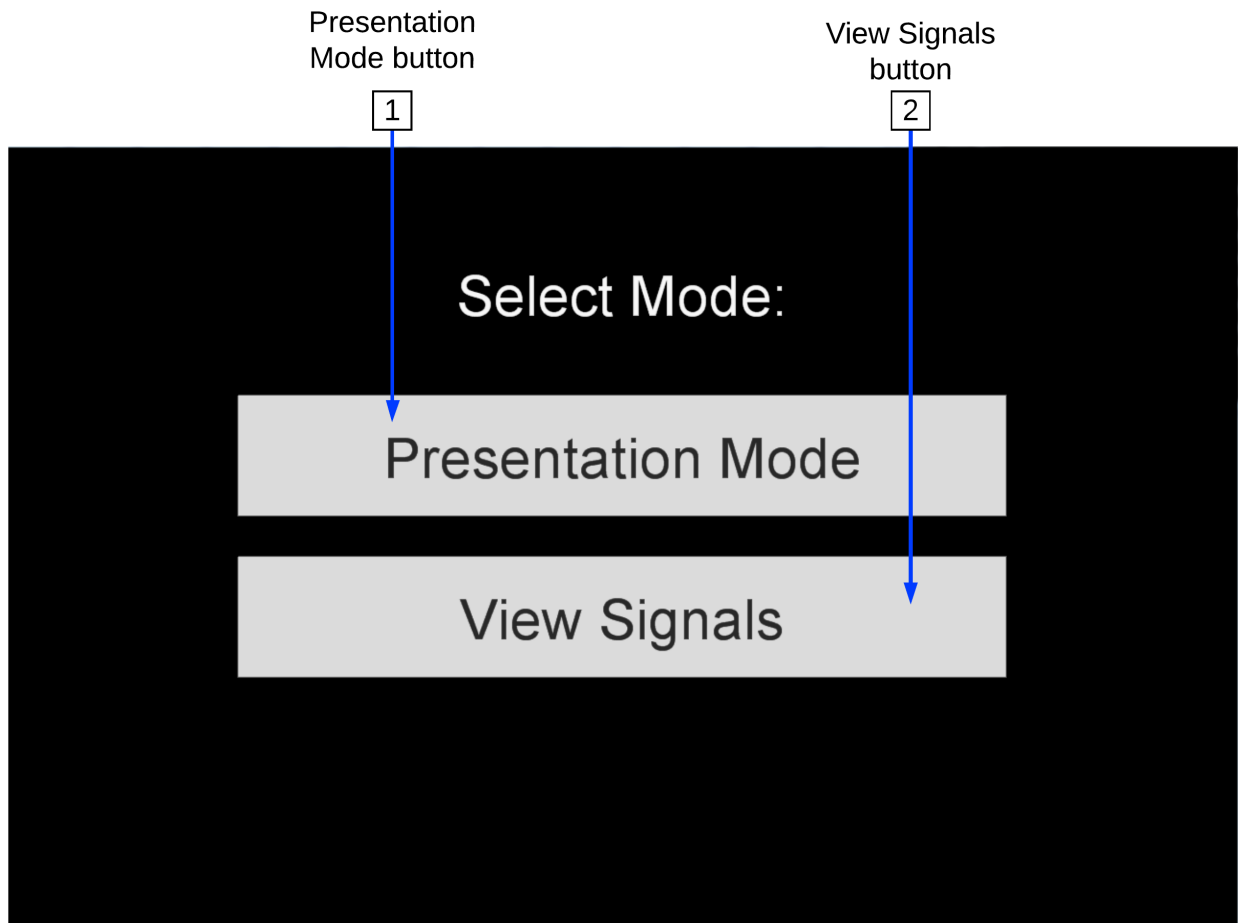 Presentation
Mode button
View Signals
button
1
2
Select Mode:
Presentation Mode
View Signals